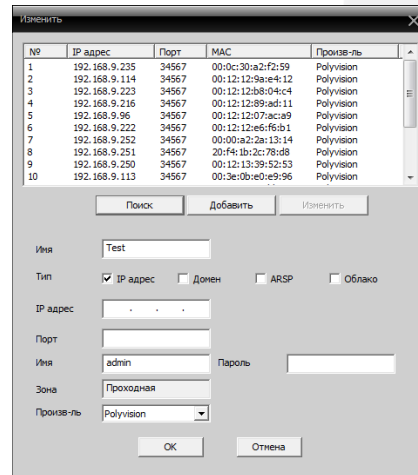 Изменить
№ IP адрес Порт MAC Произв-ль
1 192.168.9.235 34567 00:0c:30:a2:f2:59 Polyvision
2 192.168.9.114 34567 00:12:12:9a:e4:12 Polyvision
3 192.168.9.223 34567 00:12:12:b8:04:c4 Polyvision
4 192.168.9.216 34567 00:12:12:89:ad:11 Polyvision
5 192.168.9.96 34567 00:12:12:07:ac:a9 Polyvision
6 192.168.9.222 34567 00:12:12:e6:f6:b1 Polyvision
7 192.168.9.252 34567 00:00:a2:2a:13:14 Polyvision
8 192.168.9.251 34567 20:f4:1b:2c:78:d8 Polyvision
9 192.168.9.250 34567 00:12:13:39:52:53 Polyvision
10 192.168.9.113 34567 00:3e:0b:e0:e9:96 Polyvision
Поиск Добавить Изменить
Имя Test
Тип IP адрес Домен ARSP Облако
IP адрес . . .
Порт
Имя admin Пароль
Зона Проходная
Произв-ль Polyvision
OK Отмена